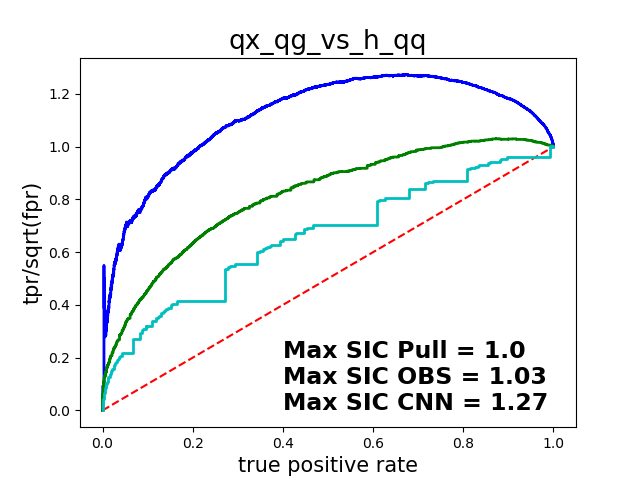 qx_qg_vs_h_qq
tpr/sqrt(fpr)
1.2
1.0
0.8
0.6
0.4
0.2
0.0
Max SIC Pull = 1.0
Max SIC OBS = 1.03
Max SIC CNN = 1.27
0.0 0.2 0.4 0.6 0.8 1.0
true positive rate